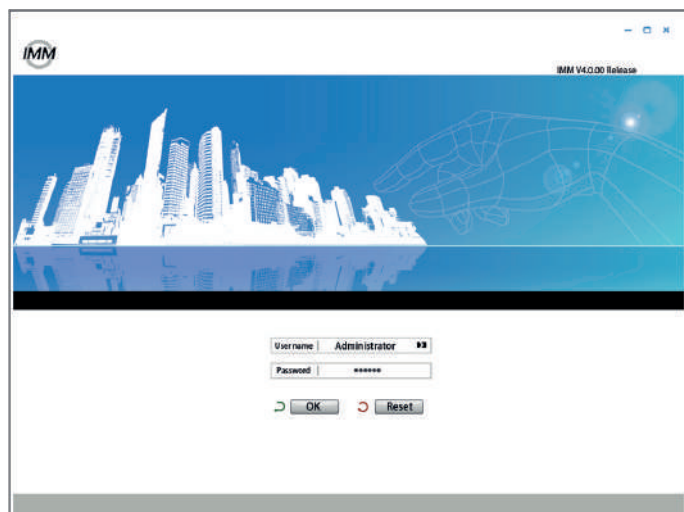 IMM
IMM V4.0.00 Release
Username | Administrator
Password | ******
OK Reset